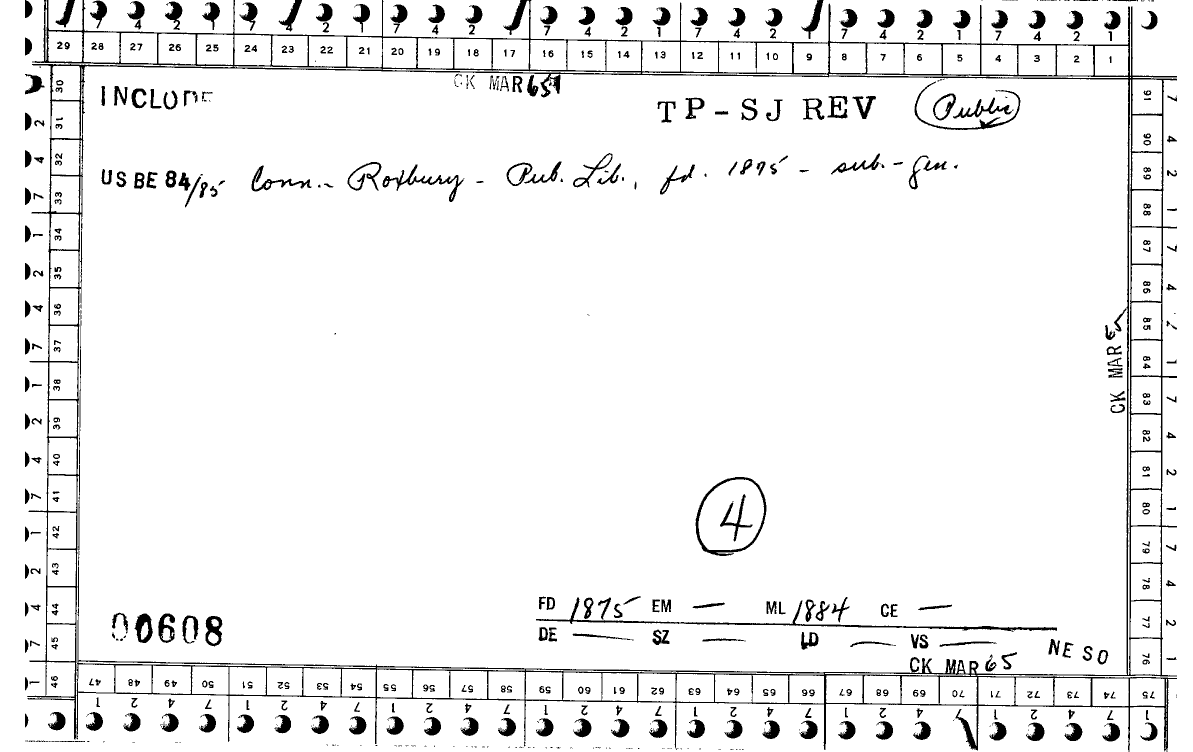 7 4 2 1 7 4 2 1 7 4 2 1 7 4 2 1 7 4 2 1 7 4 2 1 7 4 2 1
29 28 27 26 25 24 23 22 21 20 19 18 17 16 15 14 13 12 11 10 9 8 7 6 5 4 3 2 1
CK MAR 65
INCLODE
TP-SJ REV Public
US BE 84/85 Conn.- Roxbury - Pub. Lib., fd. 1875 - sub.-gen.
30 31 32 33 34 35 36 37 38 39 40 41 42 43 44 45 46
91 90 89 88 87 86 85 84 83 82 81 80 79 78 77 76
CK MAR
4
FD 1875 EM — ML 1884 CE —
00608
DE — SZ — LD — VS —
NE SO
CK MAR 65
47 48 49 50 51 52 53 54 55 56 57 58 59 60 61 62 63 64 65 66 67 68 69 70 71 72 73 74 75
1 2 4 7 1 2 4 7 1 2 4 7 1 2 4 7 1 2 4 7 1 2 4 1 2 4 7 1